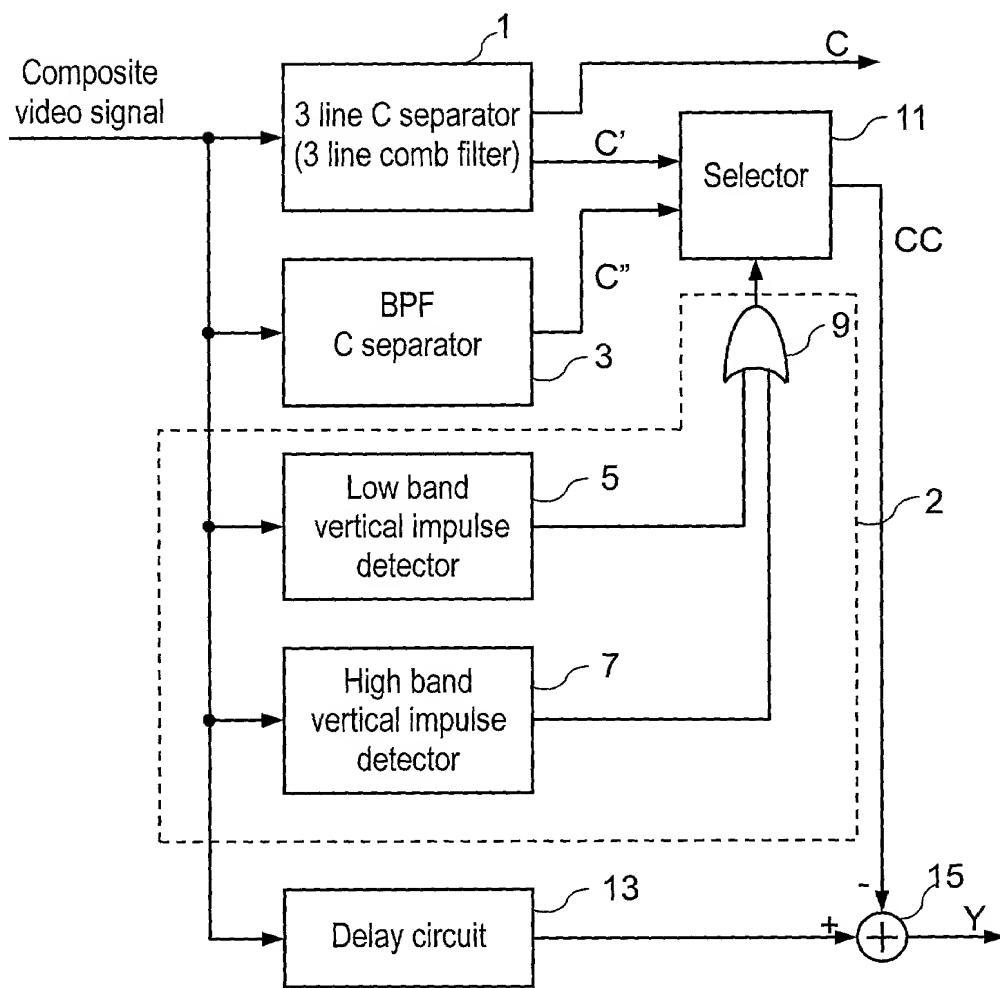 1
C
Composite
video signal
3 line C separator
(3 line comb filter)
C'
11
Selector
CC
BPF
C separator
3
C"
9
Low band
vertical impulse
detector
5
2
High band
vertical impulse
detector
7
Delay circuit
13
+
-
15
Y